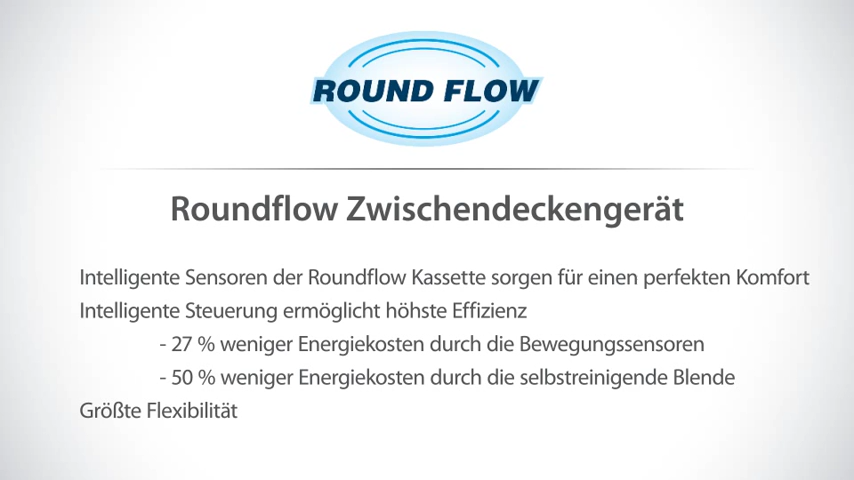 ROUND FLOW
Roundflow Zwischendeckengerät
Intelligente Sensoren der Roundflow Kassette sorgen für einen perfekten Komfort
Intelligente Steuerung ermöglicht höhste Effizienz
- 27 % weniger Energiekosten durch die Bewegungssensoren
- 50 % weniger Energiekosten durch die selbstreinigende Blende
Größte Flexibilität